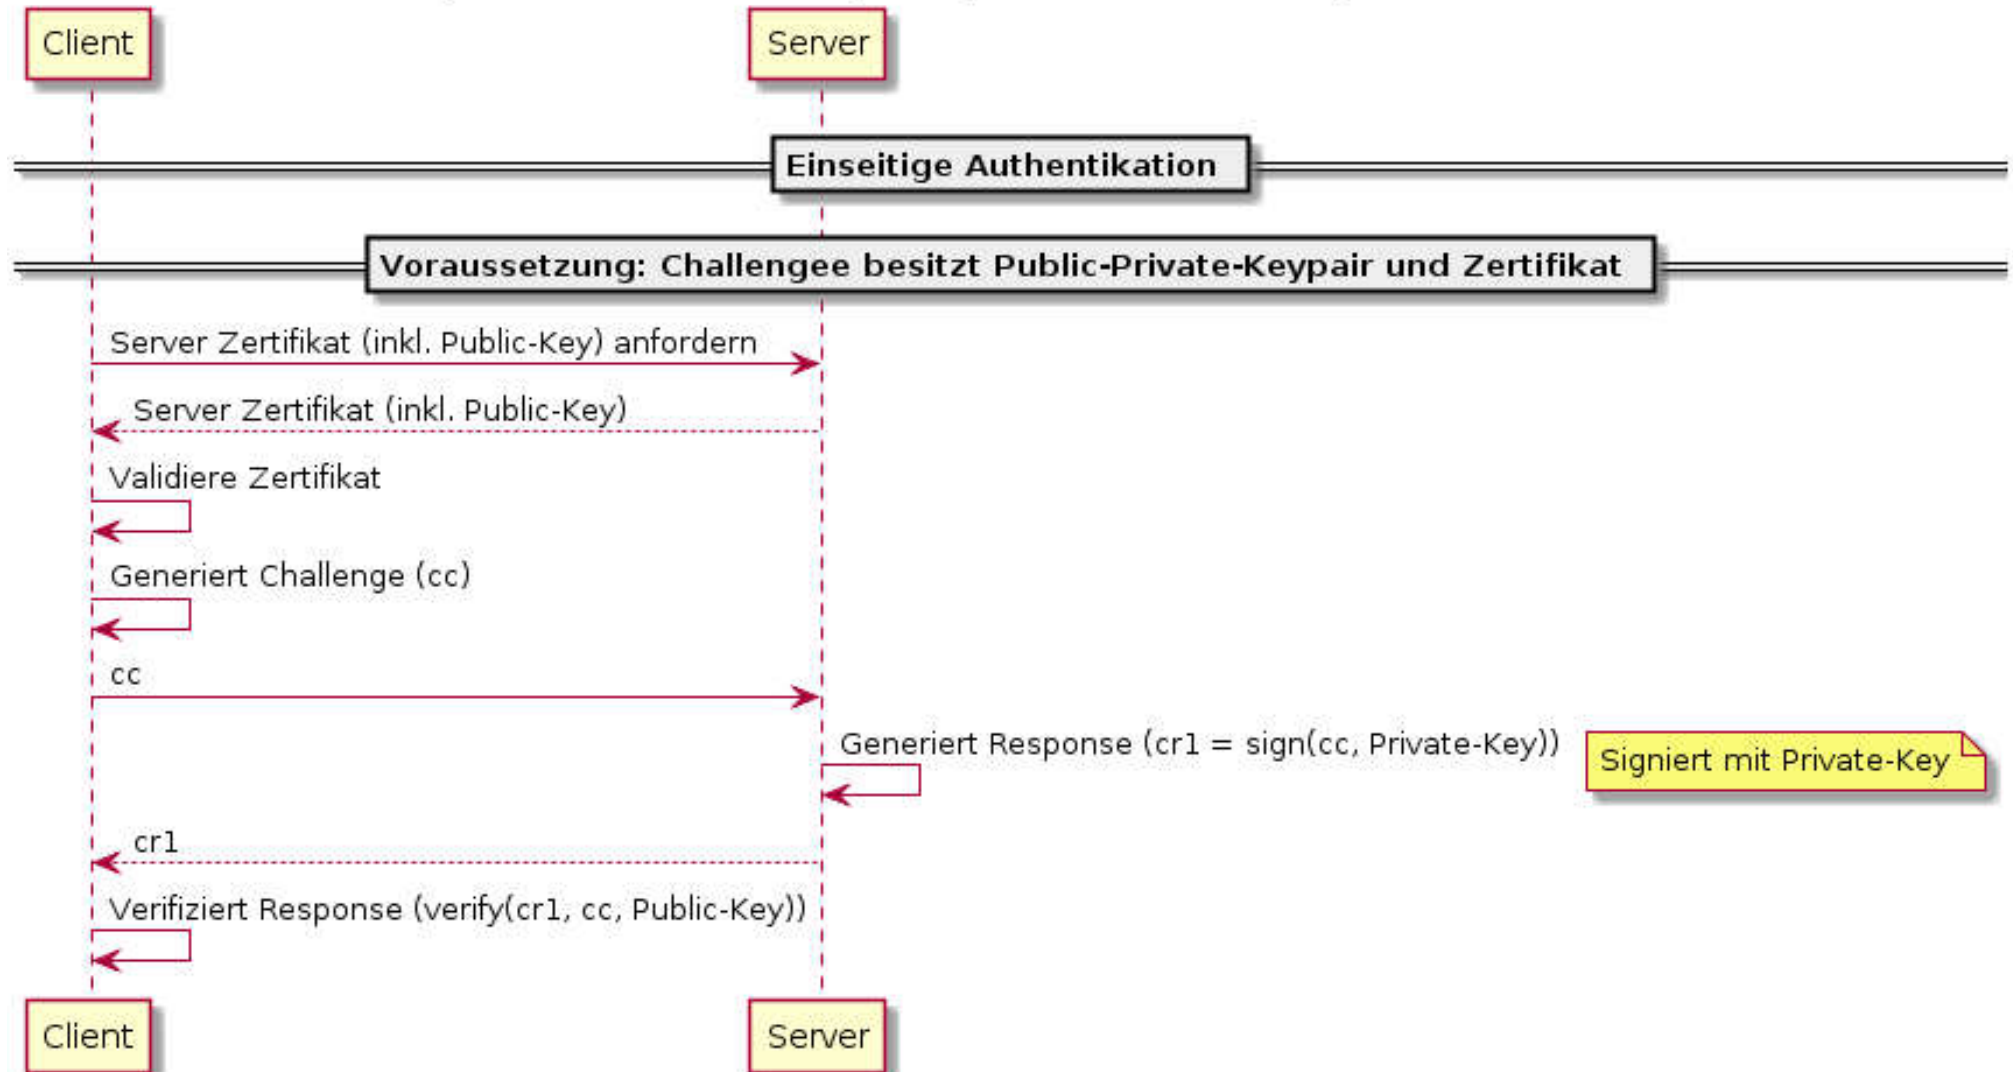 Client
Server
Einseitige Authentikation
Voraussetzung: Challengee besitzt Public-Private-Keypair und Zertifikat
Server Zertifikat (inkl. Public-Key) anfordern
Server Zertifikat (inkl. Public-Key)
Validiere Zertifikat
Generiert Challenge (cc)
cc
Generiert Response (cr1 = sign(cc, Private-Key))
Signiert mit Private-Key
cr1
Verifiziert Response (verify(cr1, cc, Public-Key))
Client
Server